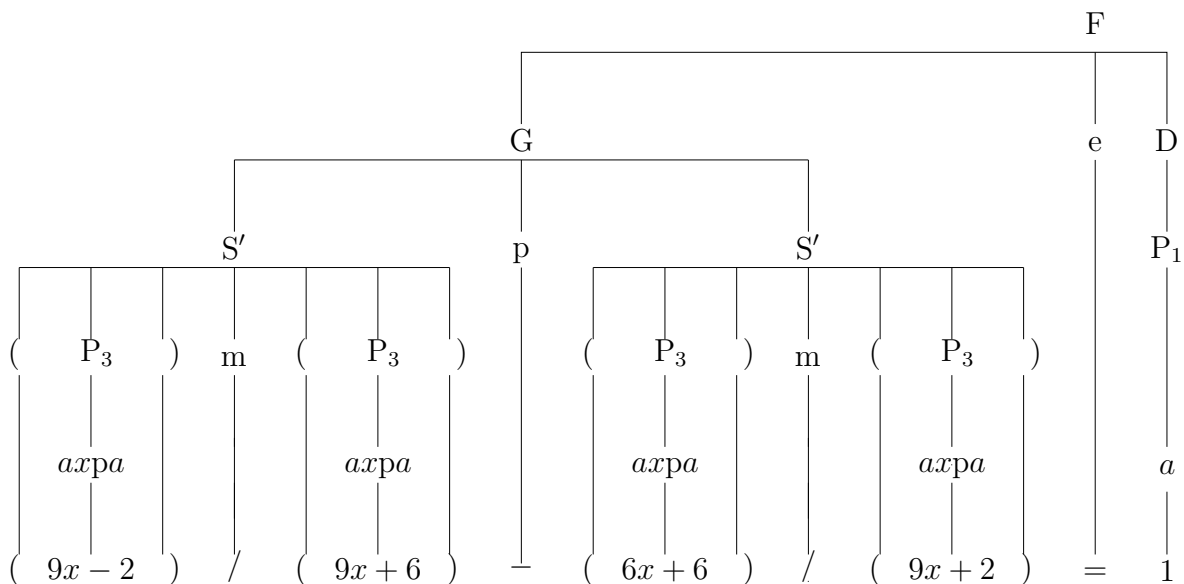 F
G e D
S′ p S′ P₁
( P₃ ) m ( P₃ ) ( P₃ ) m ( P₃ )
axpa axpa axpa axpa a
( 9x − 2 ) / ( 9x + 6 ) − ( 6x + 6 ) / ( 9x + 2 ) = 1